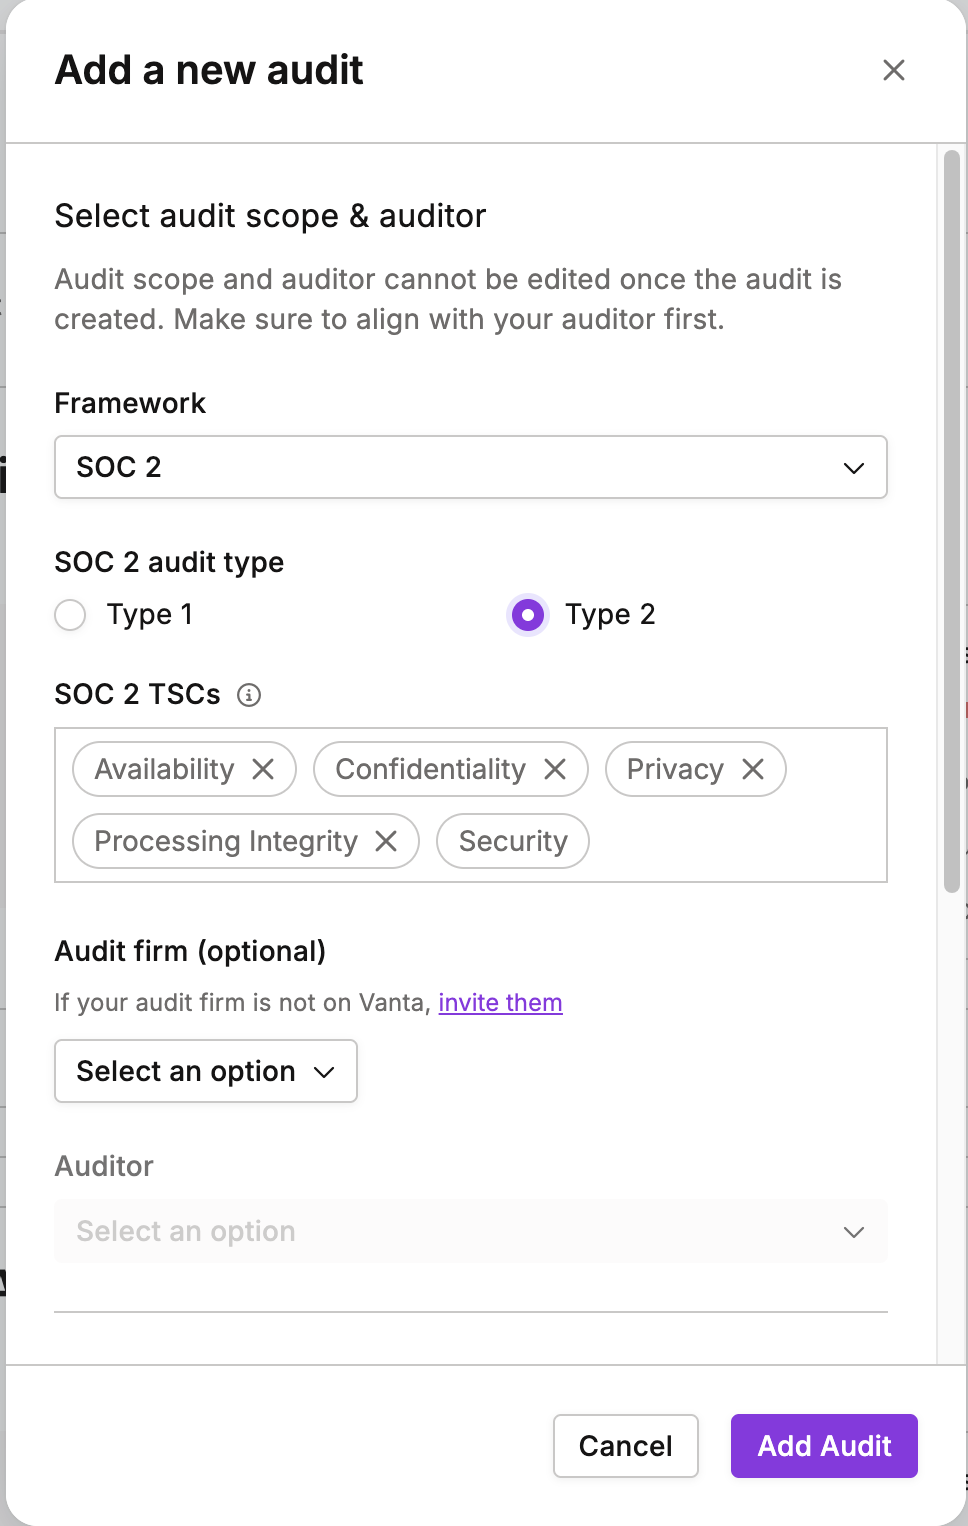 Add a new audit
Select audit scope & auditor
Audit scope and auditor cannot be edited once the audit is
created. Make sure to align with your auditor first.
Framework
SOC 2
SOC 2 audit type
Type 1
Type 2
SOC 2 TSCs
Availability
Confidentiality
Privacy
Processing Integrity
Security
Audit firm (optional)
If your audit firm is not on Vanta, invite them
Select an option
Auditor
Select an option
Cancel
Add Audit